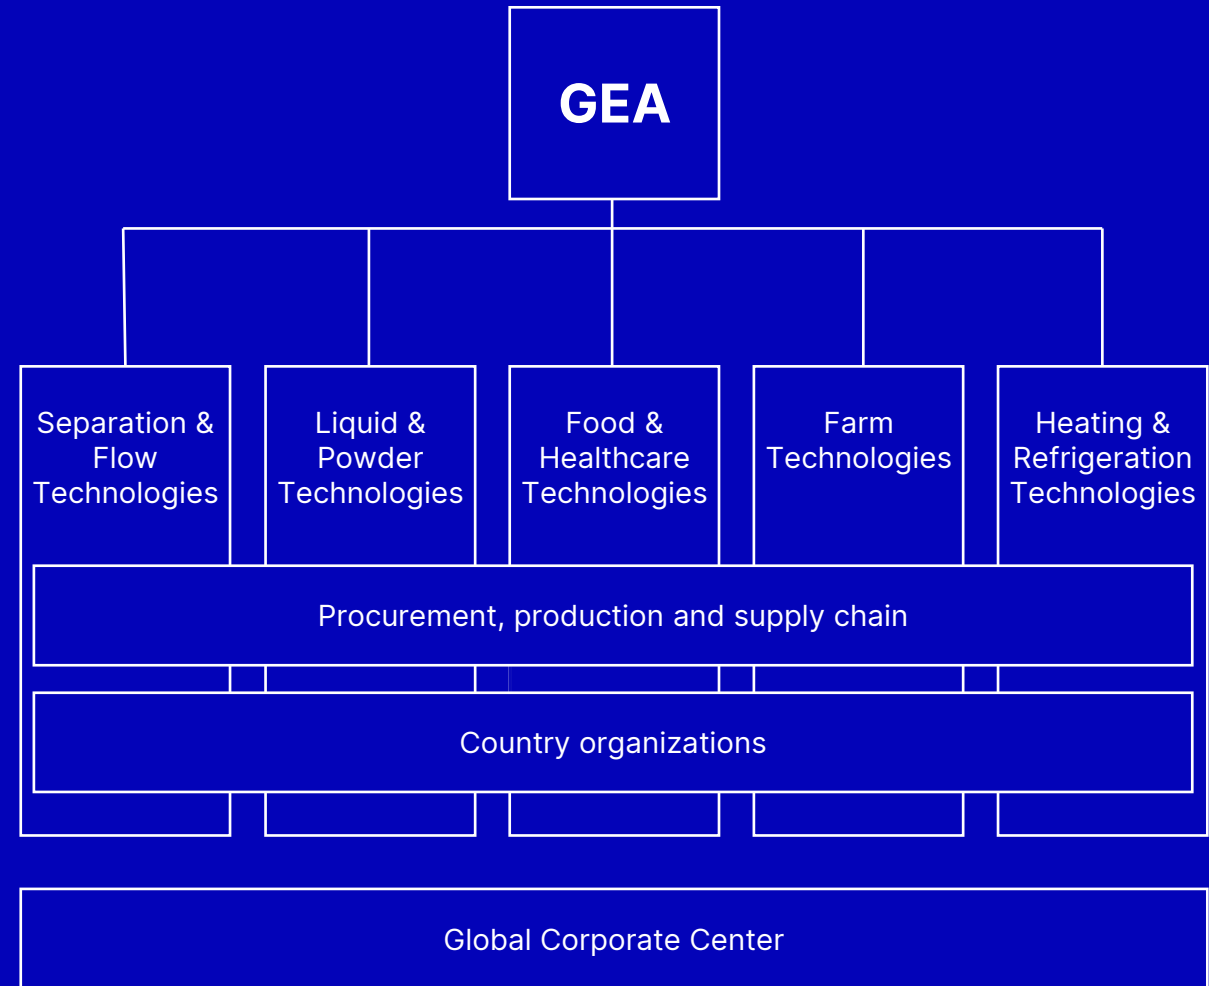 GEA
Separation &
Flow
Technologies
Liquid &
Powder
Technologies
Food &
Healthcare
Technologies
Farm
Technologies
Heating &
Refrigeration
Technologies
Procurement, production and supply chain
Country organizations
Global Corporate Center